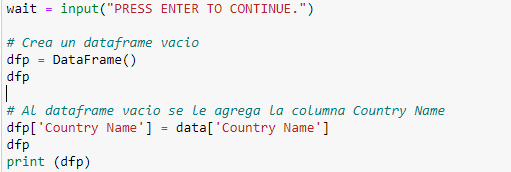 wait = input("PRESS ENTER TO CONTINUE.")
# Crea un dataframe vacio
dfp = DataFrame()
dfp
# Al dataframe vacio se le agrega la columna Country Name
dfp['Country Name'] = data['Country Name']
dfp
print (dfp)